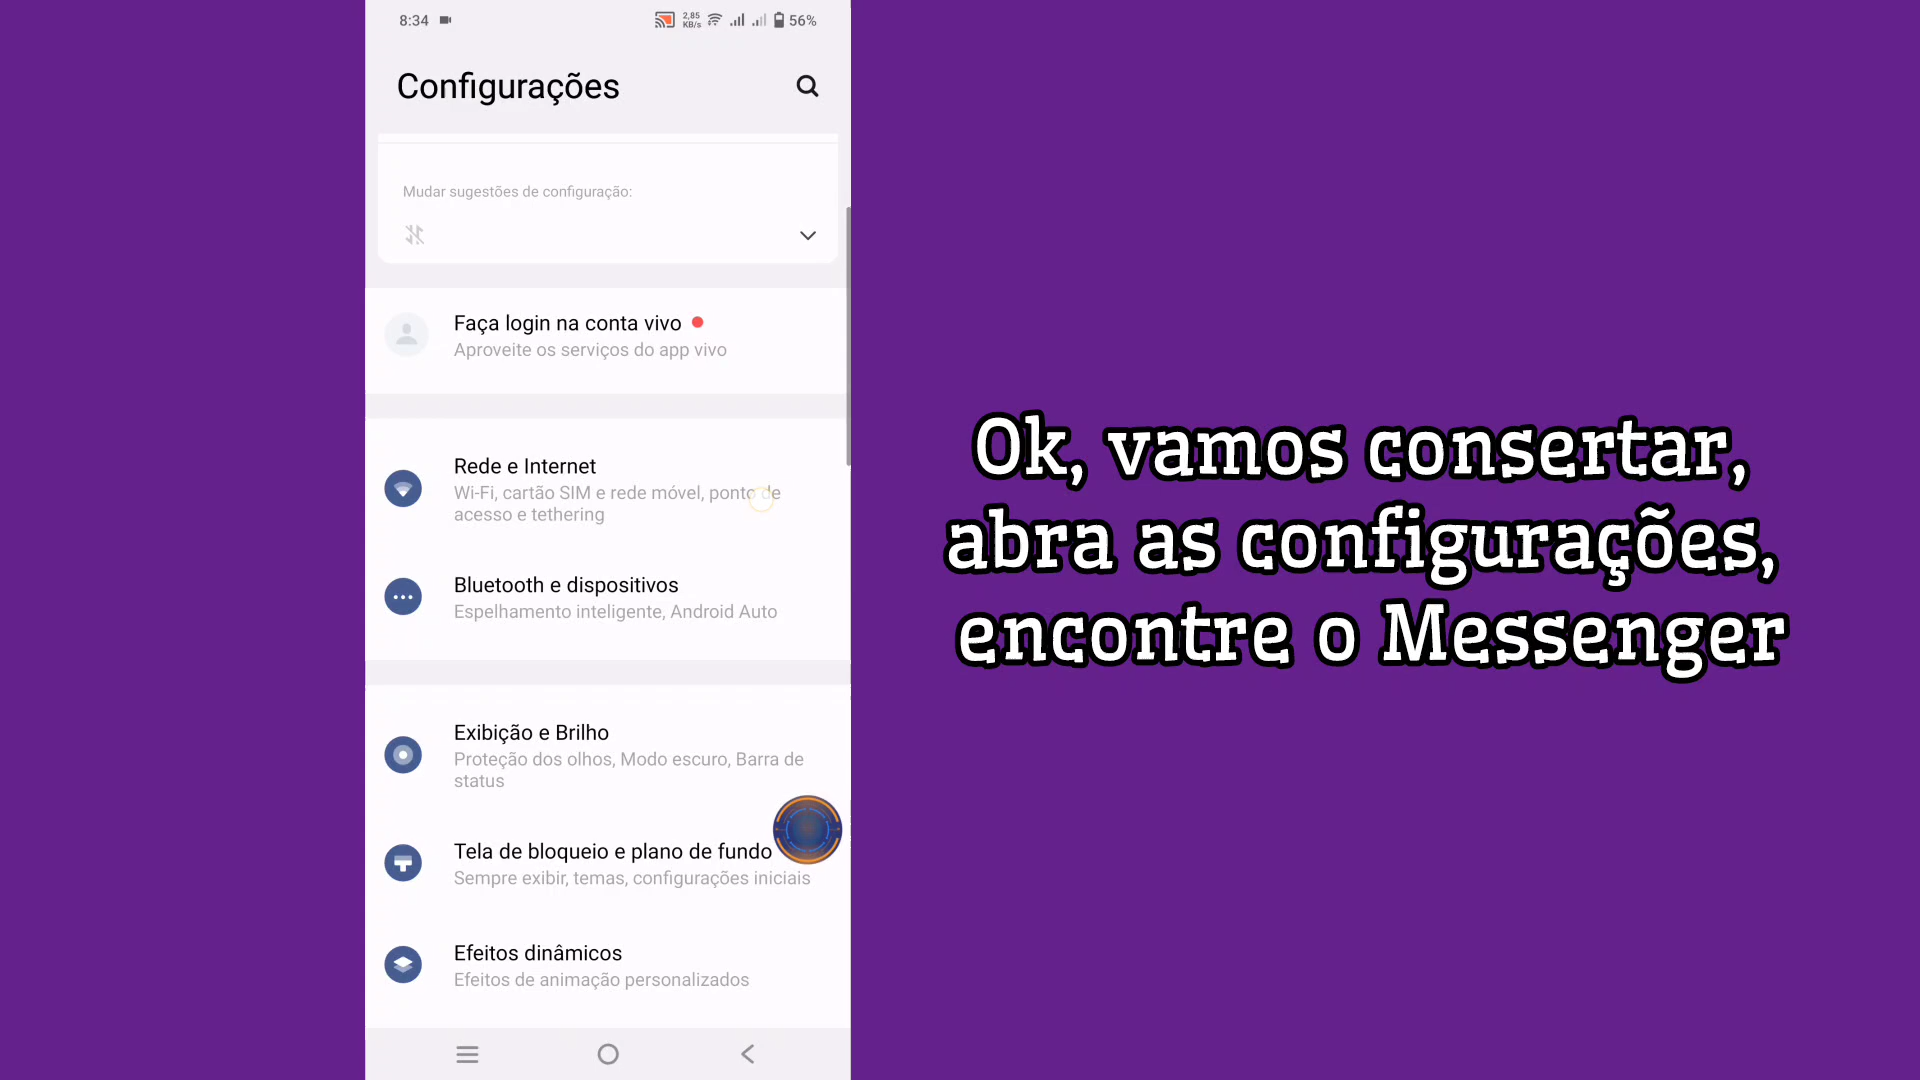 8:34
2,85
KB/s
56%
Configurações
Mudar sugestões de configuração:
Faça login na conta vivo
Aproveite os serviços do app vivo
Rede e Internet
Wi-Fi, cartão SIM e rede móvel, ponto de
acesso e tethering
Bluetooth e dispositivos
Espelhamento inteligente, Android Auto
Exibição e Brilho
Proteção dos olhos, Modo escuro, Barra de
status
Tela de bloqueio e plano de fundo
Sempre exibir, temas, configurações iniciais
Efeitos dinâmicos
Efeitos de animação personalizados
Ok, vamos consertar,
abra as configurações,
encontre o Messenger